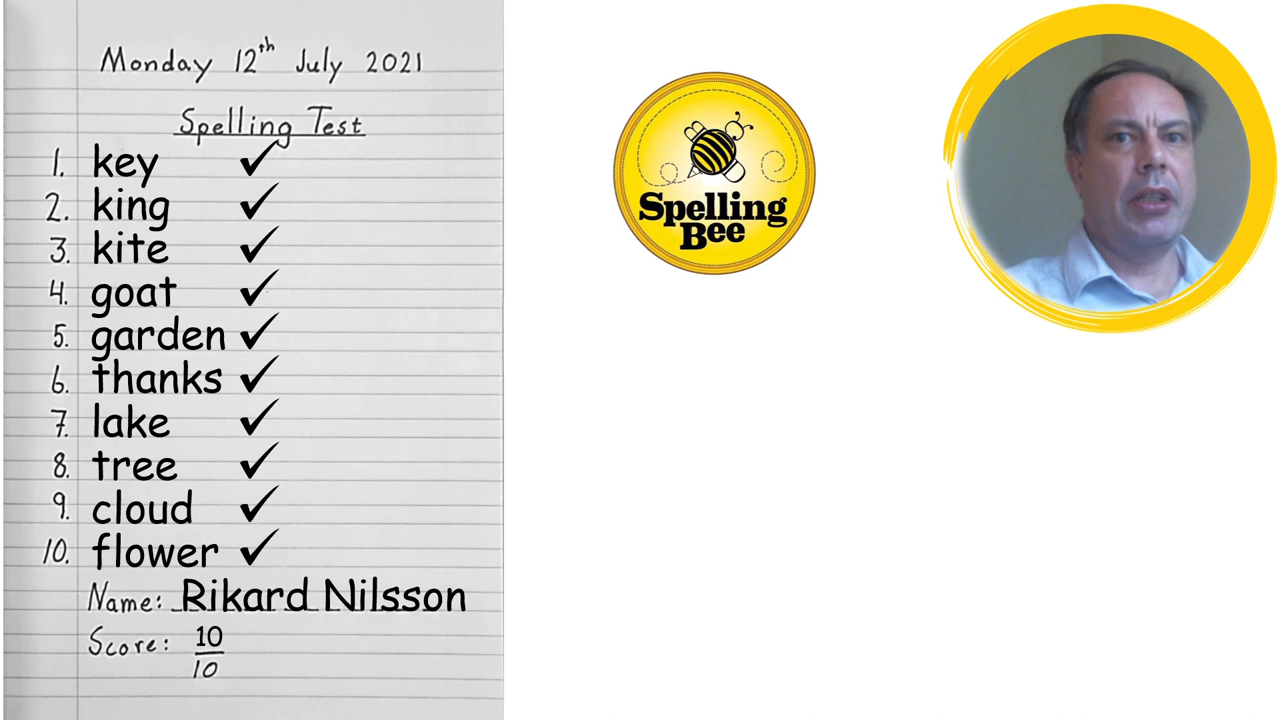 Monday 12th July 2021
Spelling Test
1. key ✓
2. king ✓
3. kite ✓
4. goat ✓
5. garden ✓
6. thanks ✓
7. lake ✓
8. tree ✓
9. cloud ✓
10. flower ✓
Name: Rikard Nilsson
Score: 10
10
Spelling
Bee